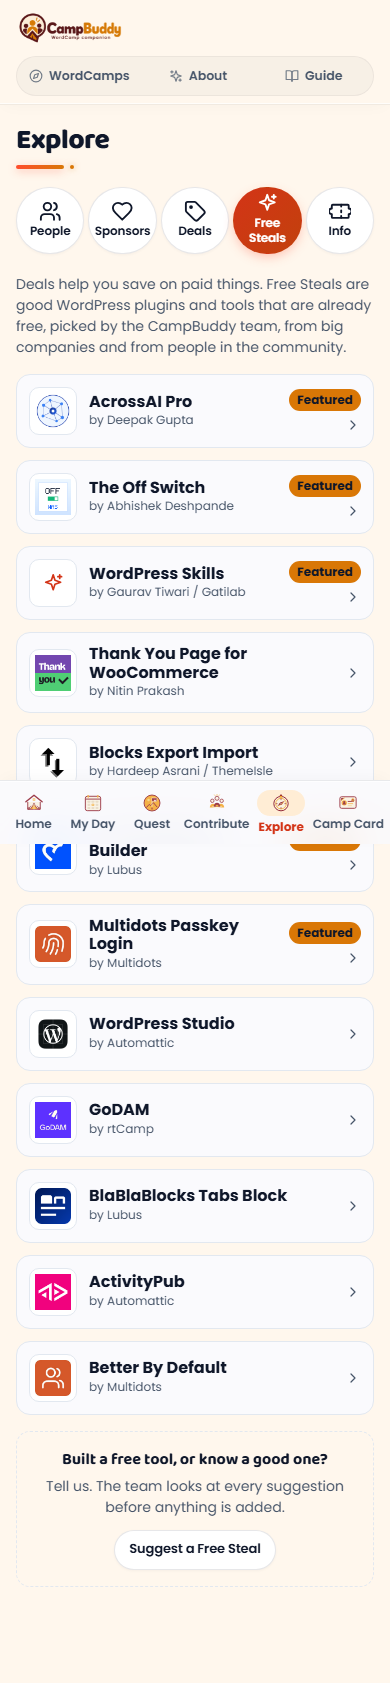 CampBuddy
WordCamp companion
WordCamps
About
Guide
Explore
People
Sponsors
Deals
Free
Steals
Info
Deals help you save on paid things. Free Steals are
good WordPress plugins and tools that are already
free, picked by the CampBuddy team, from big
companies and from people in the community.
AcrossAI Pro
Featured
by Deepak Gupta
OFF
The Off Switch
Featured
by Abhishek Deshpande
WordPress Skills
Featured
by Gaurav Tiwari / Gatilab
Thank
you
Thank You Page for
WooCommerce
by Nitin Prakash
Blocks Export Import
by Hardeep Asrani / ThemeIsle
Home
My Day
Quest
Contribute
Explore
Camp Card
Builder
by Lubus
Multidots Passkey
Login
Featured
by Multidots
WordPress Studio
by Automattic
GoDAM
GoDAM
by rtCamp
BlaBlaBlocks Tabs Block
by Lubus
ActivityPub
by Automattic
Better By Default
by Multidots
Built a free tool, or know a good one?
Tell us. The team looks at every suggestion
before anything is added.
Suggest a Free Steal